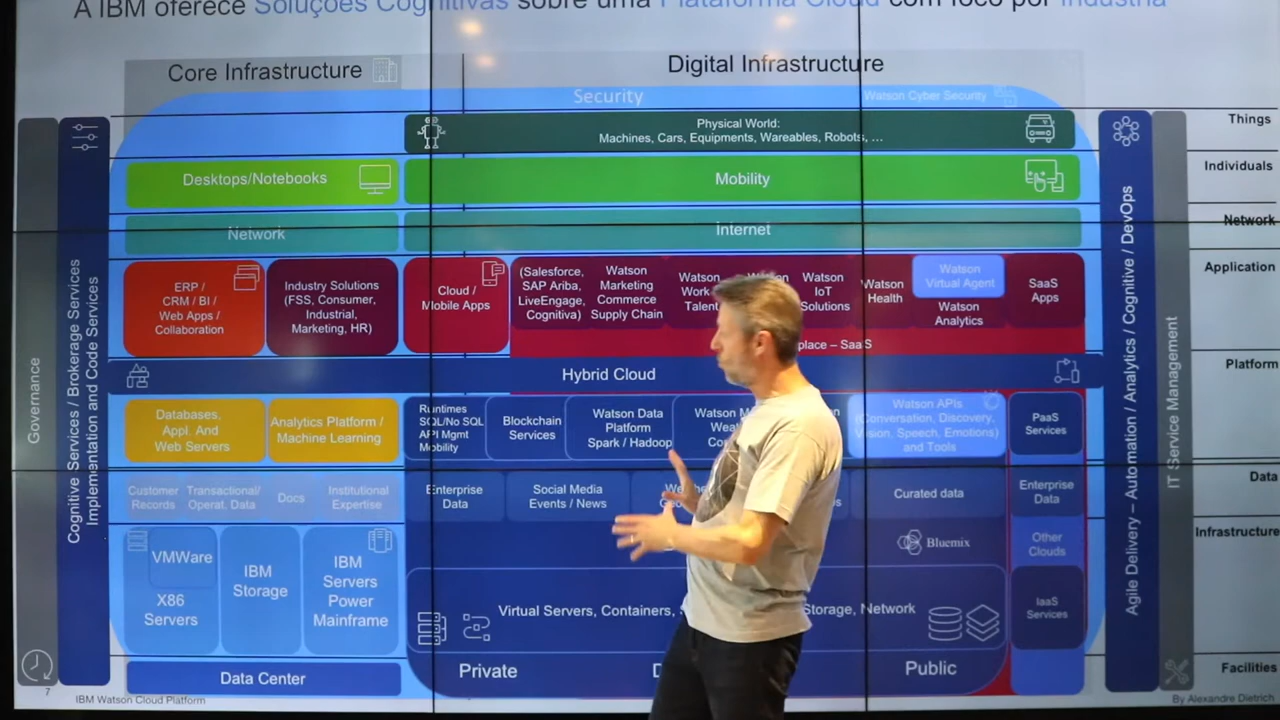 A IBM oferece Soluções Cognitivas sobre uma Plataforma Cloud com foco por Indústria
Core Infrastructure
Digital Infrastructure
Security
Watson Cyber Security
Physical World:
Machines, Cars, Equipments, Wareables, Robots, ...
Things
Desktops/Notebooks
Mobility
Individuals
Network
Internet
Network
ERP /
CRM / BI /
Web Apps /
Collaboration
Industry Solutions
(FSS, Consumer,
Industrial,
Marketing, HR)
Cloud /
Mobile Apps
(Salesforce,
SAP Ariba,
LiveEngage,
Cognitiva)
Watson
Marketing
Commerce
Supply Chain
Watson
Work
Talent
Watson
Watson
IoT
Solutions
Watson
Health
Watson
Virtual Agent
Watson
Analytics
SaaS
Apps
place – SaaS
Application
Hybrid Cloud
Platform
Databases,
Appl. And
Web Servers
Analytics Platform /
Machine Learning
Runtimes
SQL/No SQL
API Mgmt
Mobility
Blockchain
Services
Watson Data
Platform
Spark / Hadoop
Watson
Watson APIs
(Conversation, Discovery,
Vision, Speech, Emotions)
and Tools
PaaS
Services
Customer
Records
Transactional/
Operat. Data
Docs
Institutional
Expertise
Enterprise
Data
Social Media
Events / News
Curated data
Enterprise
Data
Data
VMWare
X86
Servers
IBM
Storage
IBM
Servers
Power
Mainframe
Bluemix
Other
Clouds
Infrastructure
Virtual Servers, Containers,
Storage, Network
IaaS
Services
Data Center
Private
D
Public
Facilities
Governance
Cognitive Services / Brokerage Services
Implementation and Code Services
Agile Delivery – Automation / Analytics / Cognitive / DevOps
IT Service Management
7
IBM Watson Cloud Platform
By Alexandre Dietrich